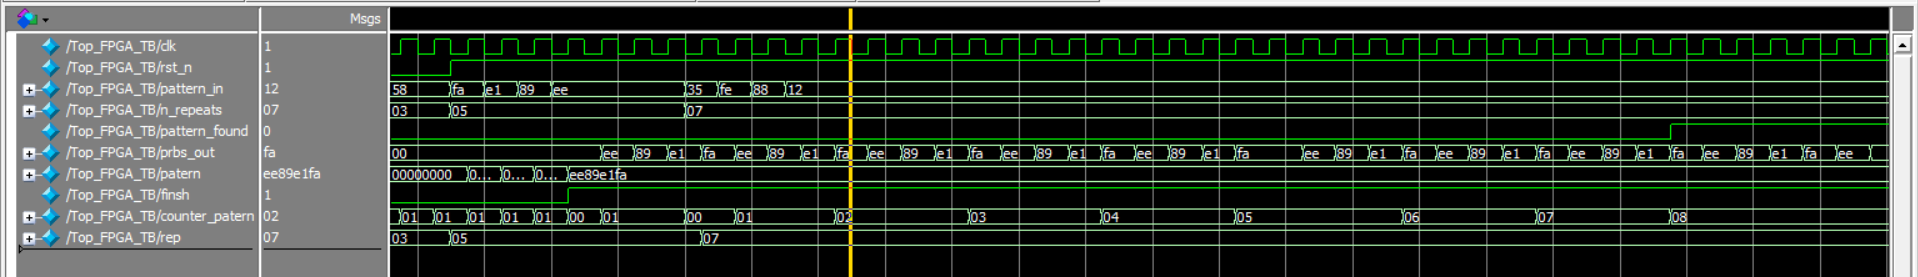 Msgs
/Top_FPGA_TB/clk 1
/Top_FPGA_TB/rst_n 1
/Top_FPGA_TB/pattern_in 12 58 fa e1 89 ee 35 fe 88 12
/Top_FPGA_TB/n_repeats 07 03 05 07
/Top_FPGA_TB/pattern_found 0
/Top_FPGA_TB/prbs_out fa 00 ee 89 e1 fa ee 89 e1 fa ee 89 e1 fa ee 89 e1 fa ee 89 e1 fa ee 89 e1 fa ee 89 e1 fa ee 89 e1 fa ee 89 e1 fa ee
/Top_FPGA_TB/patern ee89e1fa 00000000 0... 0... 0... ee89e1fa
/Top_FPGA_TB/finsh 1
/Top_FPGA_TB/counter_patern 02 01 01 01 01 01 00 01 00 01 02 03 04 05 06 07 08
/Top_FPGA_TB/rep 07 03 05 07